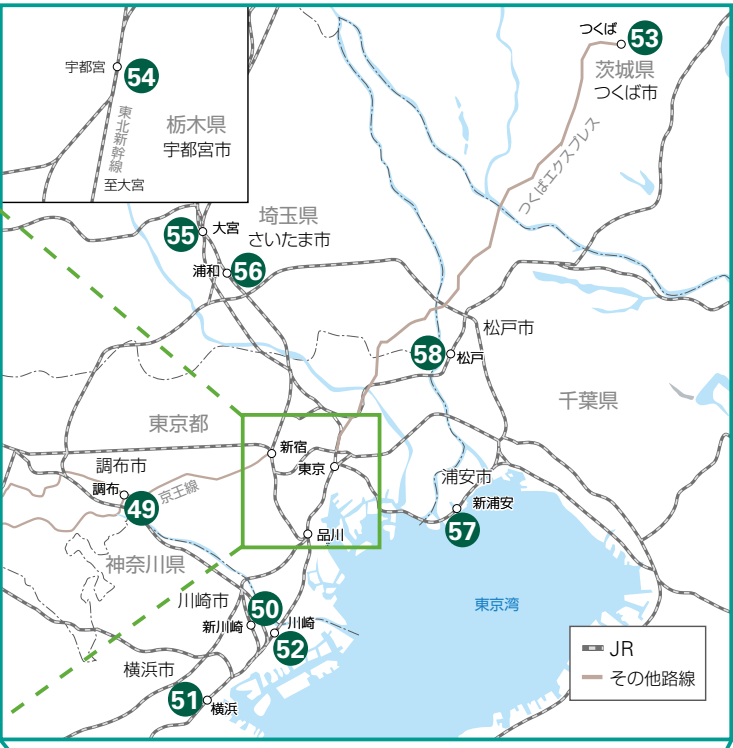 宇都宮
54
栃木県
宇都宮市
東北新幹線
至大宮
つくば
53
茨城県
つくば市
つくばエクスプレス
埼玉県
さいたま市
55
大宮
浦和
56
松戸市
58
松戸
千葉県
東京都
新宿
東京
品川
調布市
調布
49
京王線
浦安市
新浦安
57
神奈川県
川崎市
50
新川崎
川崎
52
横浜市
51
横浜
東京湾
JR
その他路線